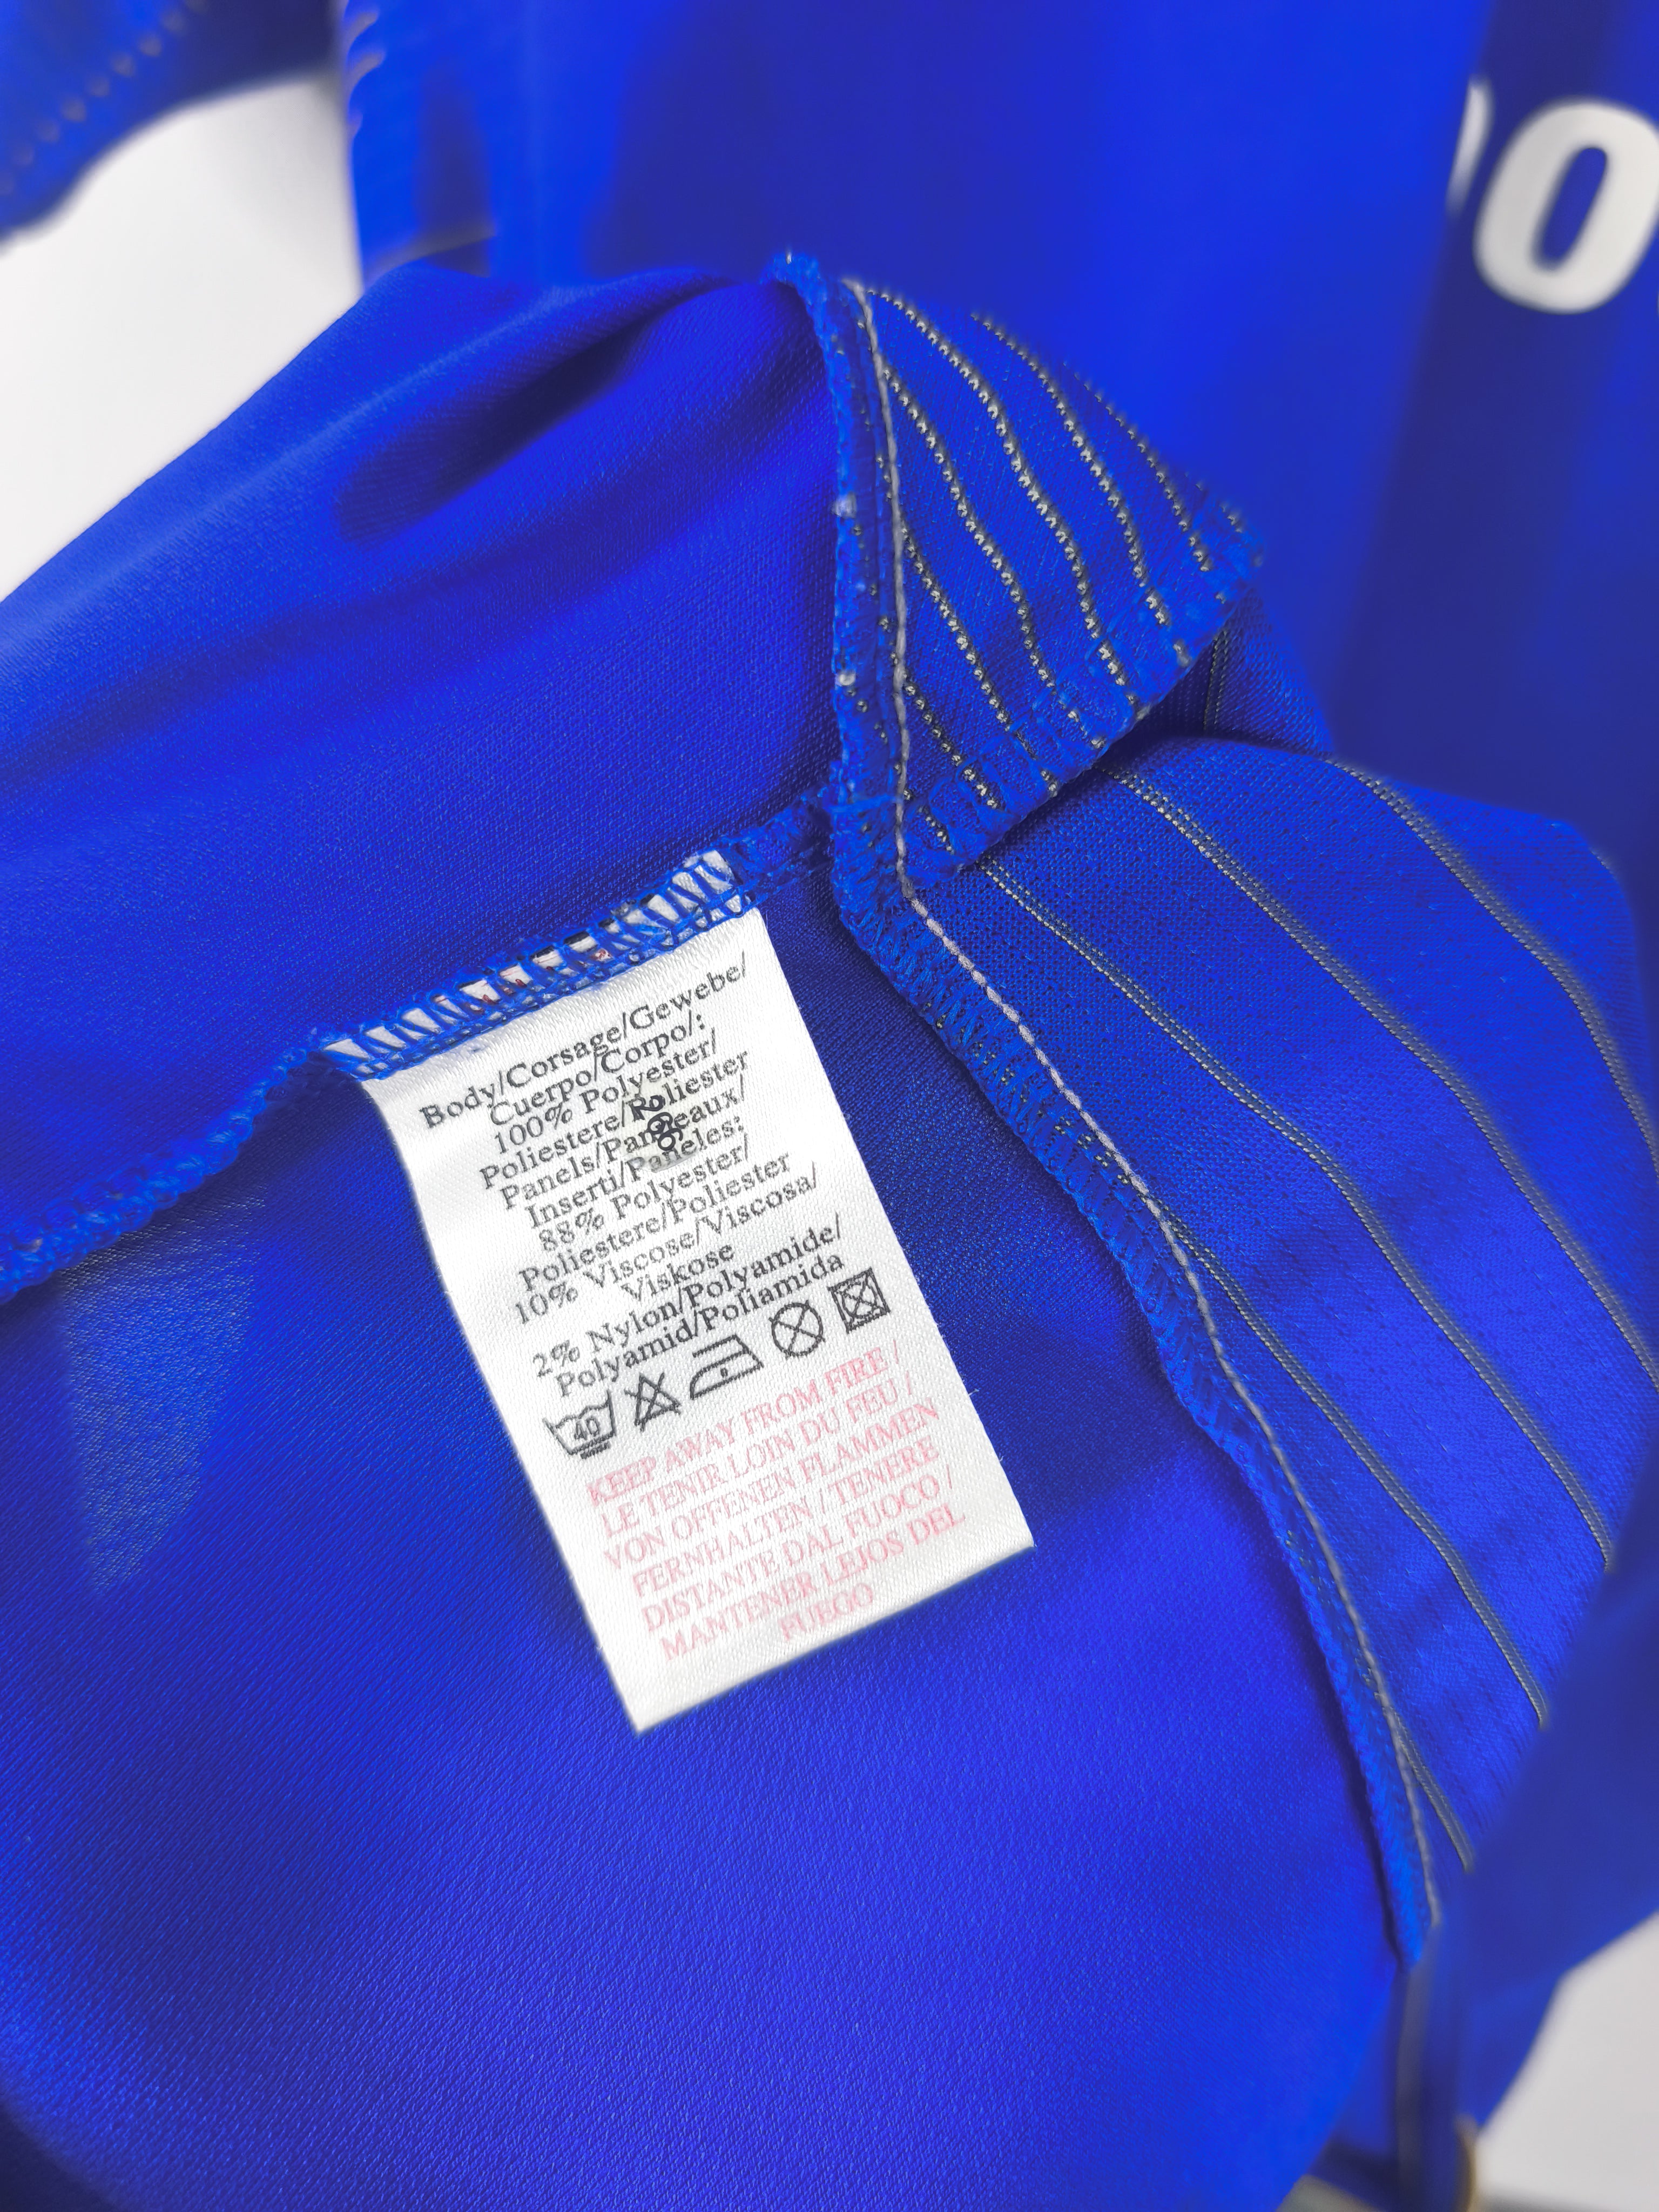 Body/Corsage/Gewebe/
Cuerpo/Corpo/:
100% Polyester/
Poliestere/Poliester
Panels/Panneaux/
Inserti/Paneles:
88% Polyester/
Poliestere/Poliester
10% Viscose/Viscosa/
Viskose
2% Nylon/Polyamide/
Polyamid/Poliamida
40
KEEP AWAY FROM FIRE /
LE TENIR LOIN DU FEU /
VON OFFENEN FLAMMEN
FERNHALTEN / TENERE
DISTANTE DAL FUOCO /
MANTENER LEJOS DEL
FUEGO